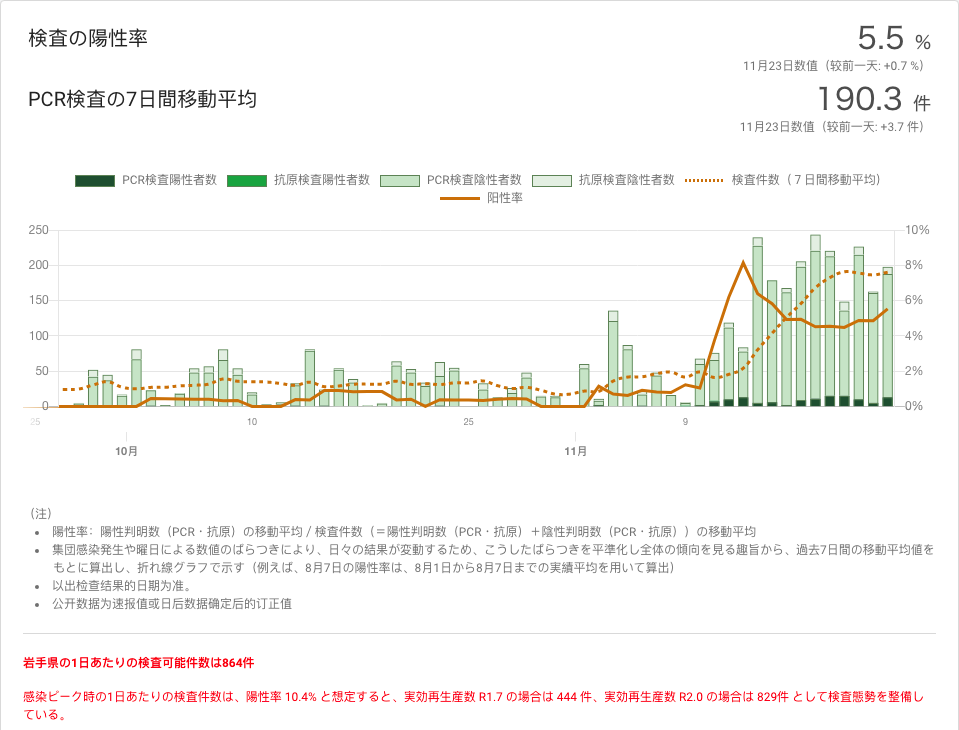 検査の陽性率
5.5 %
11月23日数值（较前一天: +0.7 %）
PCR検査の7日間移動平均
190.3 件
11月23日数值（较前一天: +3.7 件）
PCR検査陽性者数 抗原検査陽性者数 PCR検査陰性者数 抗原検査陰性者数 検査件数（７日間移動平均）
阳性率
250 10%
200 8%
150 6%
100 4%
50 2%
0 0%
25 10 25 9
10月 11月
（注）
• 陽性率：陽性判明数（PCR・抗原）の移動平均 / 検査件数（＝陽性判明数（PCR・抗原）＋陰性判明数（PCR・抗原））の移動平均
• 集団感染発生や曜日による数値のばらつきにより、日々の結果が変動するため、こうしたばらつきを平準化し全体の傾向を見る趣旨から、過去7日間の移動平均値を
もとに算出し、折れ線グラフで示す（例えば、8月7日の陽性率は、8月1日から8月7日までの実績平均を用いて算出）
• 以出检查结果的日期为准。
• 公开数据为速报值或日后数据确定后的订正值
岩手県の1日あたりの検査可能件数は864件
感染ピーク時の1日あたりの検査件数は、陽性率 10.4% と想定すると、実効再生産数 R1.7 の場合は 444 件、実効再生産数 R2.0 の場合は 829件 として検査態勢を整備し
ている。